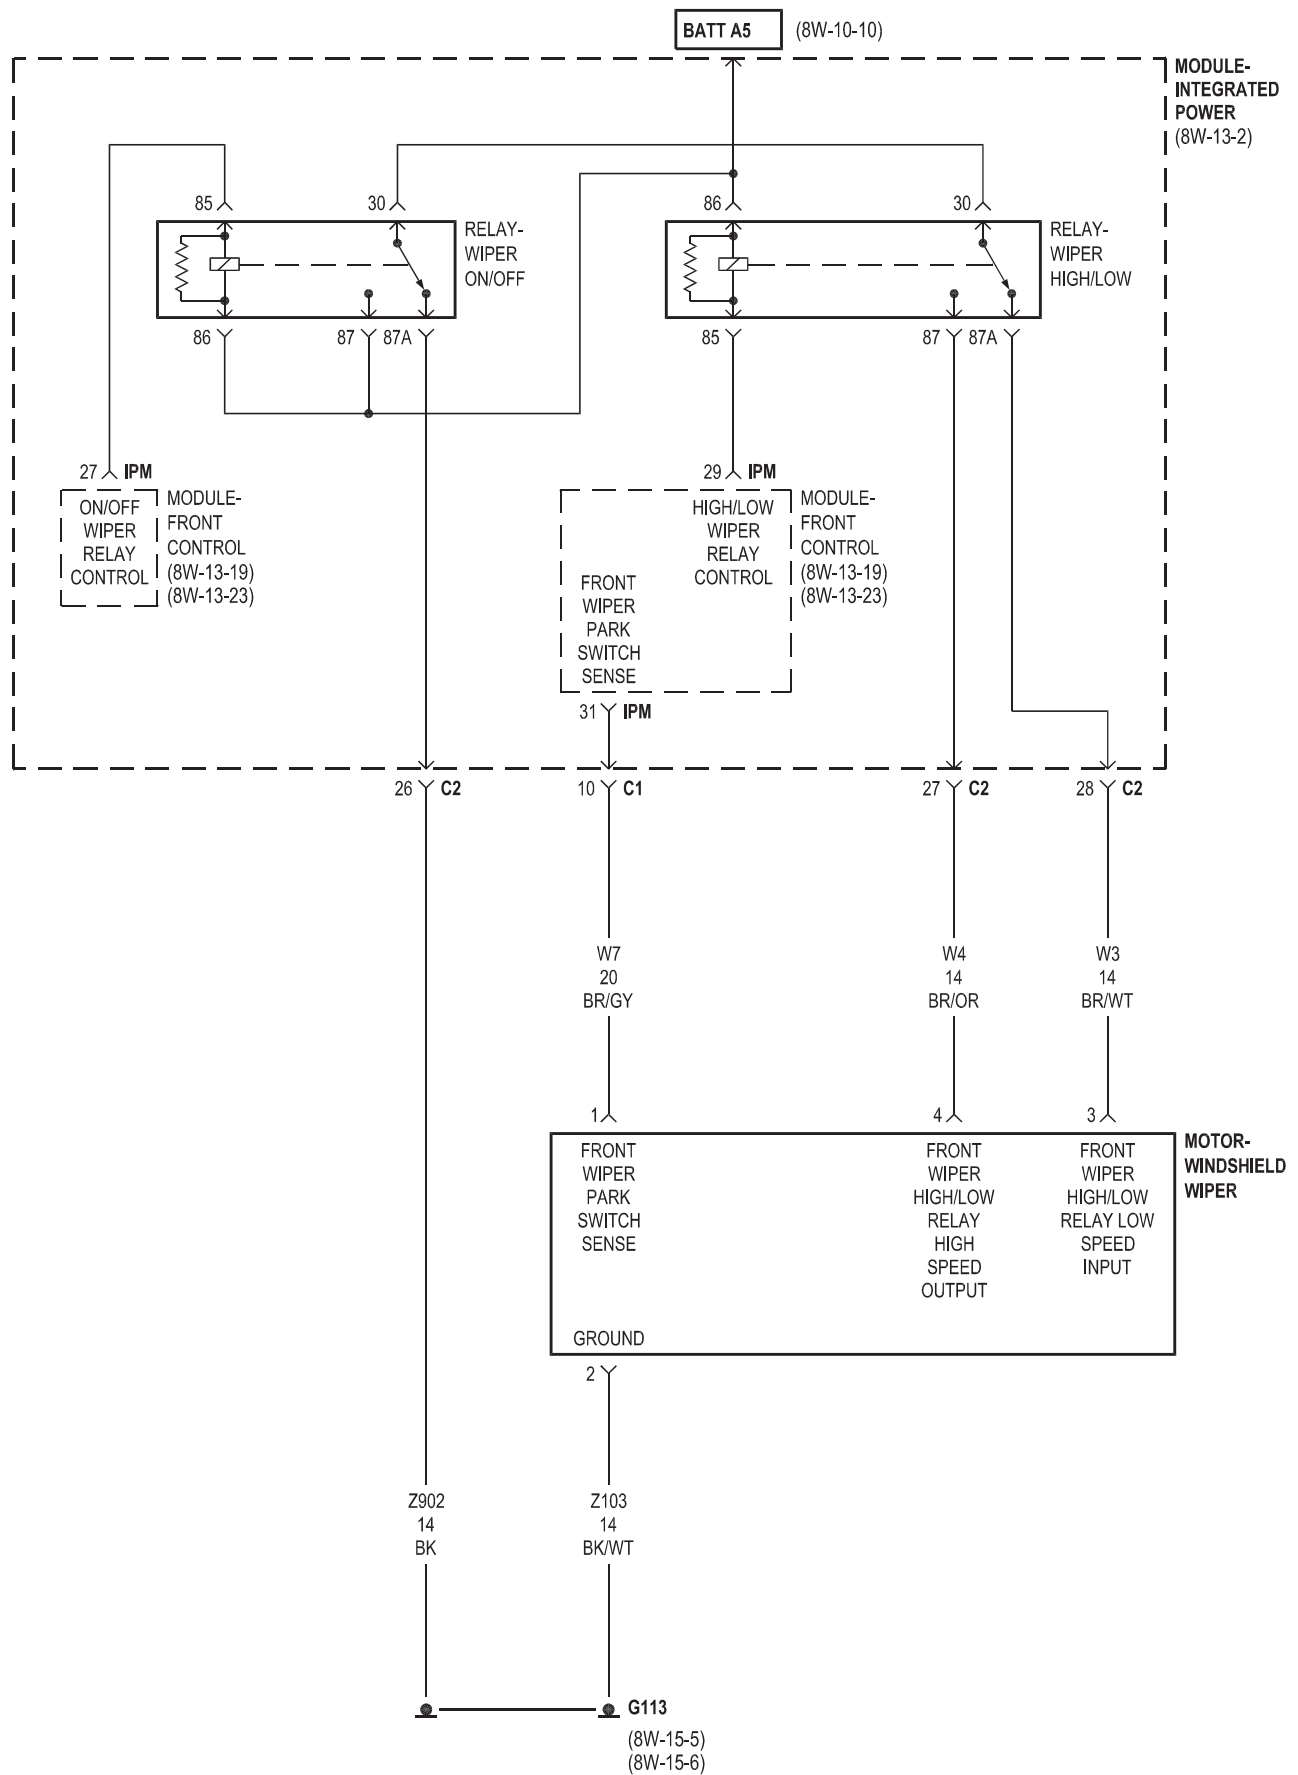 BATT A5
(8W-10-10)
MODULE-
INTEGRATED
POWER
(8W-13-2)
85
30
RELAY-
WIPER
ON/OFF
86
87
87A
86
30
RELAY-
WIPER
HIGH/LOW
85
87
87A
27
IPM
ON/OFF
WIPER
RELAY
CONTROL
MODULE-
FRONT
CONTROL
(8W-13-19)
(8W-13-23)
29
IPM
HIGH/LOW
WIPER
RELAY
CONTROL
MODULE-
FRONT
CONTROL
(8W-13-19)
(8W-13-23)
FRONT
WIPER
PARK
SWITCH
SENSE
31
IPM
26
C2
10
C1
27
C2
28
C2
W7
20
BR/GY
W4
14
BR/OR
W3
14
BR/WT
1
4
3
MOTOR-
WINDSHIELD
WIPER
FRONT
WIPER
PARK
SWITCH
SENSE
FRONT
WIPER
HIGH/LOW
RELAY
HIGH
SPEED
OUTPUT
FRONT
WIPER
HIGH/LOW
RELAY LOW
SPEED
INPUT
GROUND
2
Z902
14
BK
Z103
14
BK/WT
G113
(8W-15-5)
(8W-15-6)